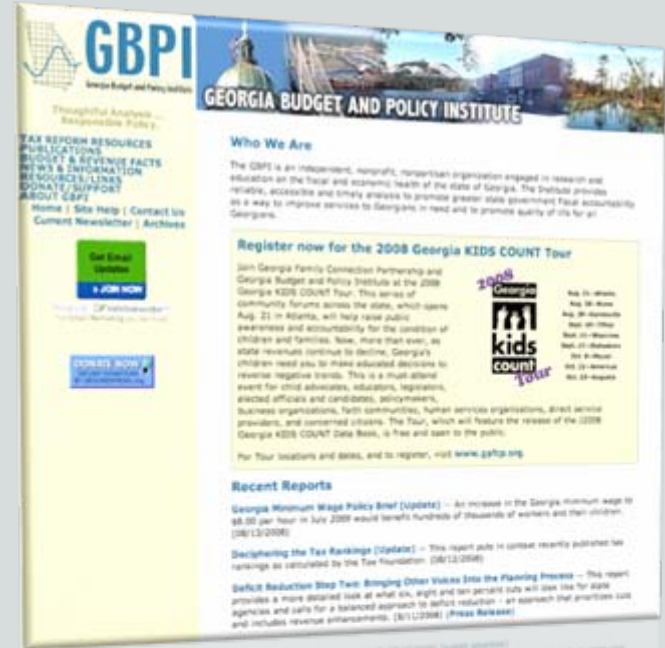 GBPI
Georgia Budget and Policy Institute
Thoughtful Analysis ...
Responsible Policy.
TAX REFORM RESOURCES
PUBLICATIONS
BUDGET & REVENUE FACTS
NEWS & INFORMATION
RESOURCES/LINKS
DONATE/SUPPORT
ABOUT GBPI
Home | Site Help | Contact Us
Current Newsletter | Archives
Get Email
Updates
JOIN NOW
DONATE NOW
GEORGIA BUDGET AND POLICY INSTITUTE
Who We Are
The GBPI is an independent, nonprofit, nonpartisan organization engaged in research and
education on the fiscal and economic health of the state of Georgia. The Institute provides
reliable, accessible and timely analysis to promote greater state government fiscal accountability
as a way to improve services to Georgians in need and to promote quality of life for all
Georgians.
Register now for the 2008 Georgia KIDS COUNT Tour
Join Georgia Family Connection Partnership and
Georgia Budget and Policy Institute at the 2008
Georgia KIDS COUNT Tour. This series of
community forums across the state, which opens
Aug. 21 in Atlanta, will help raise public
awareness and accountability for the condition of
children and families. Now, more than ever, as
state revenues continue to decline, Georgia's
children need you to make educated decisions to
reverse negative trends. This is a must attend
event for child advocates, educators, legislators,
elected officials and candidates, policymakers,
business organizations, faith communities, human services organizations, direct service
providers, and concerned citizens. The Tour, which will feature the release of the 2008
Georgia KIDS COUNT Data Book, is free and open to the public.
For Tour locations and dates, and to register, visit www.gafcp.org
2008
Georgia
kids
count
Tour
Aug. 21-Atlanta
Recent Reports
Georgia Minimum Wage Policy Brief (Update) -- An increase in the Georgia minimum wage to
$8.00 per hour in July 2009 would benefit hundreds of thousands of workers and their children.
(08/13/2008)
Deciphering the Tax Rankings (Update) -- This report puts in context recently published tax
rankings as calculated by the Tax Foundation. (08/12/2008)
Deficit Reduction Step Two: Bringing Other Voices Into the Planning Process -- This report
provides a more detailed look at what six, eight and ten percent cuts will look like for state
agencies and calls for a balanced approach to deficit reduction - an approach that prioritizes cuts
and includes revenue enhancements. (8/11/2008) (Press Release)